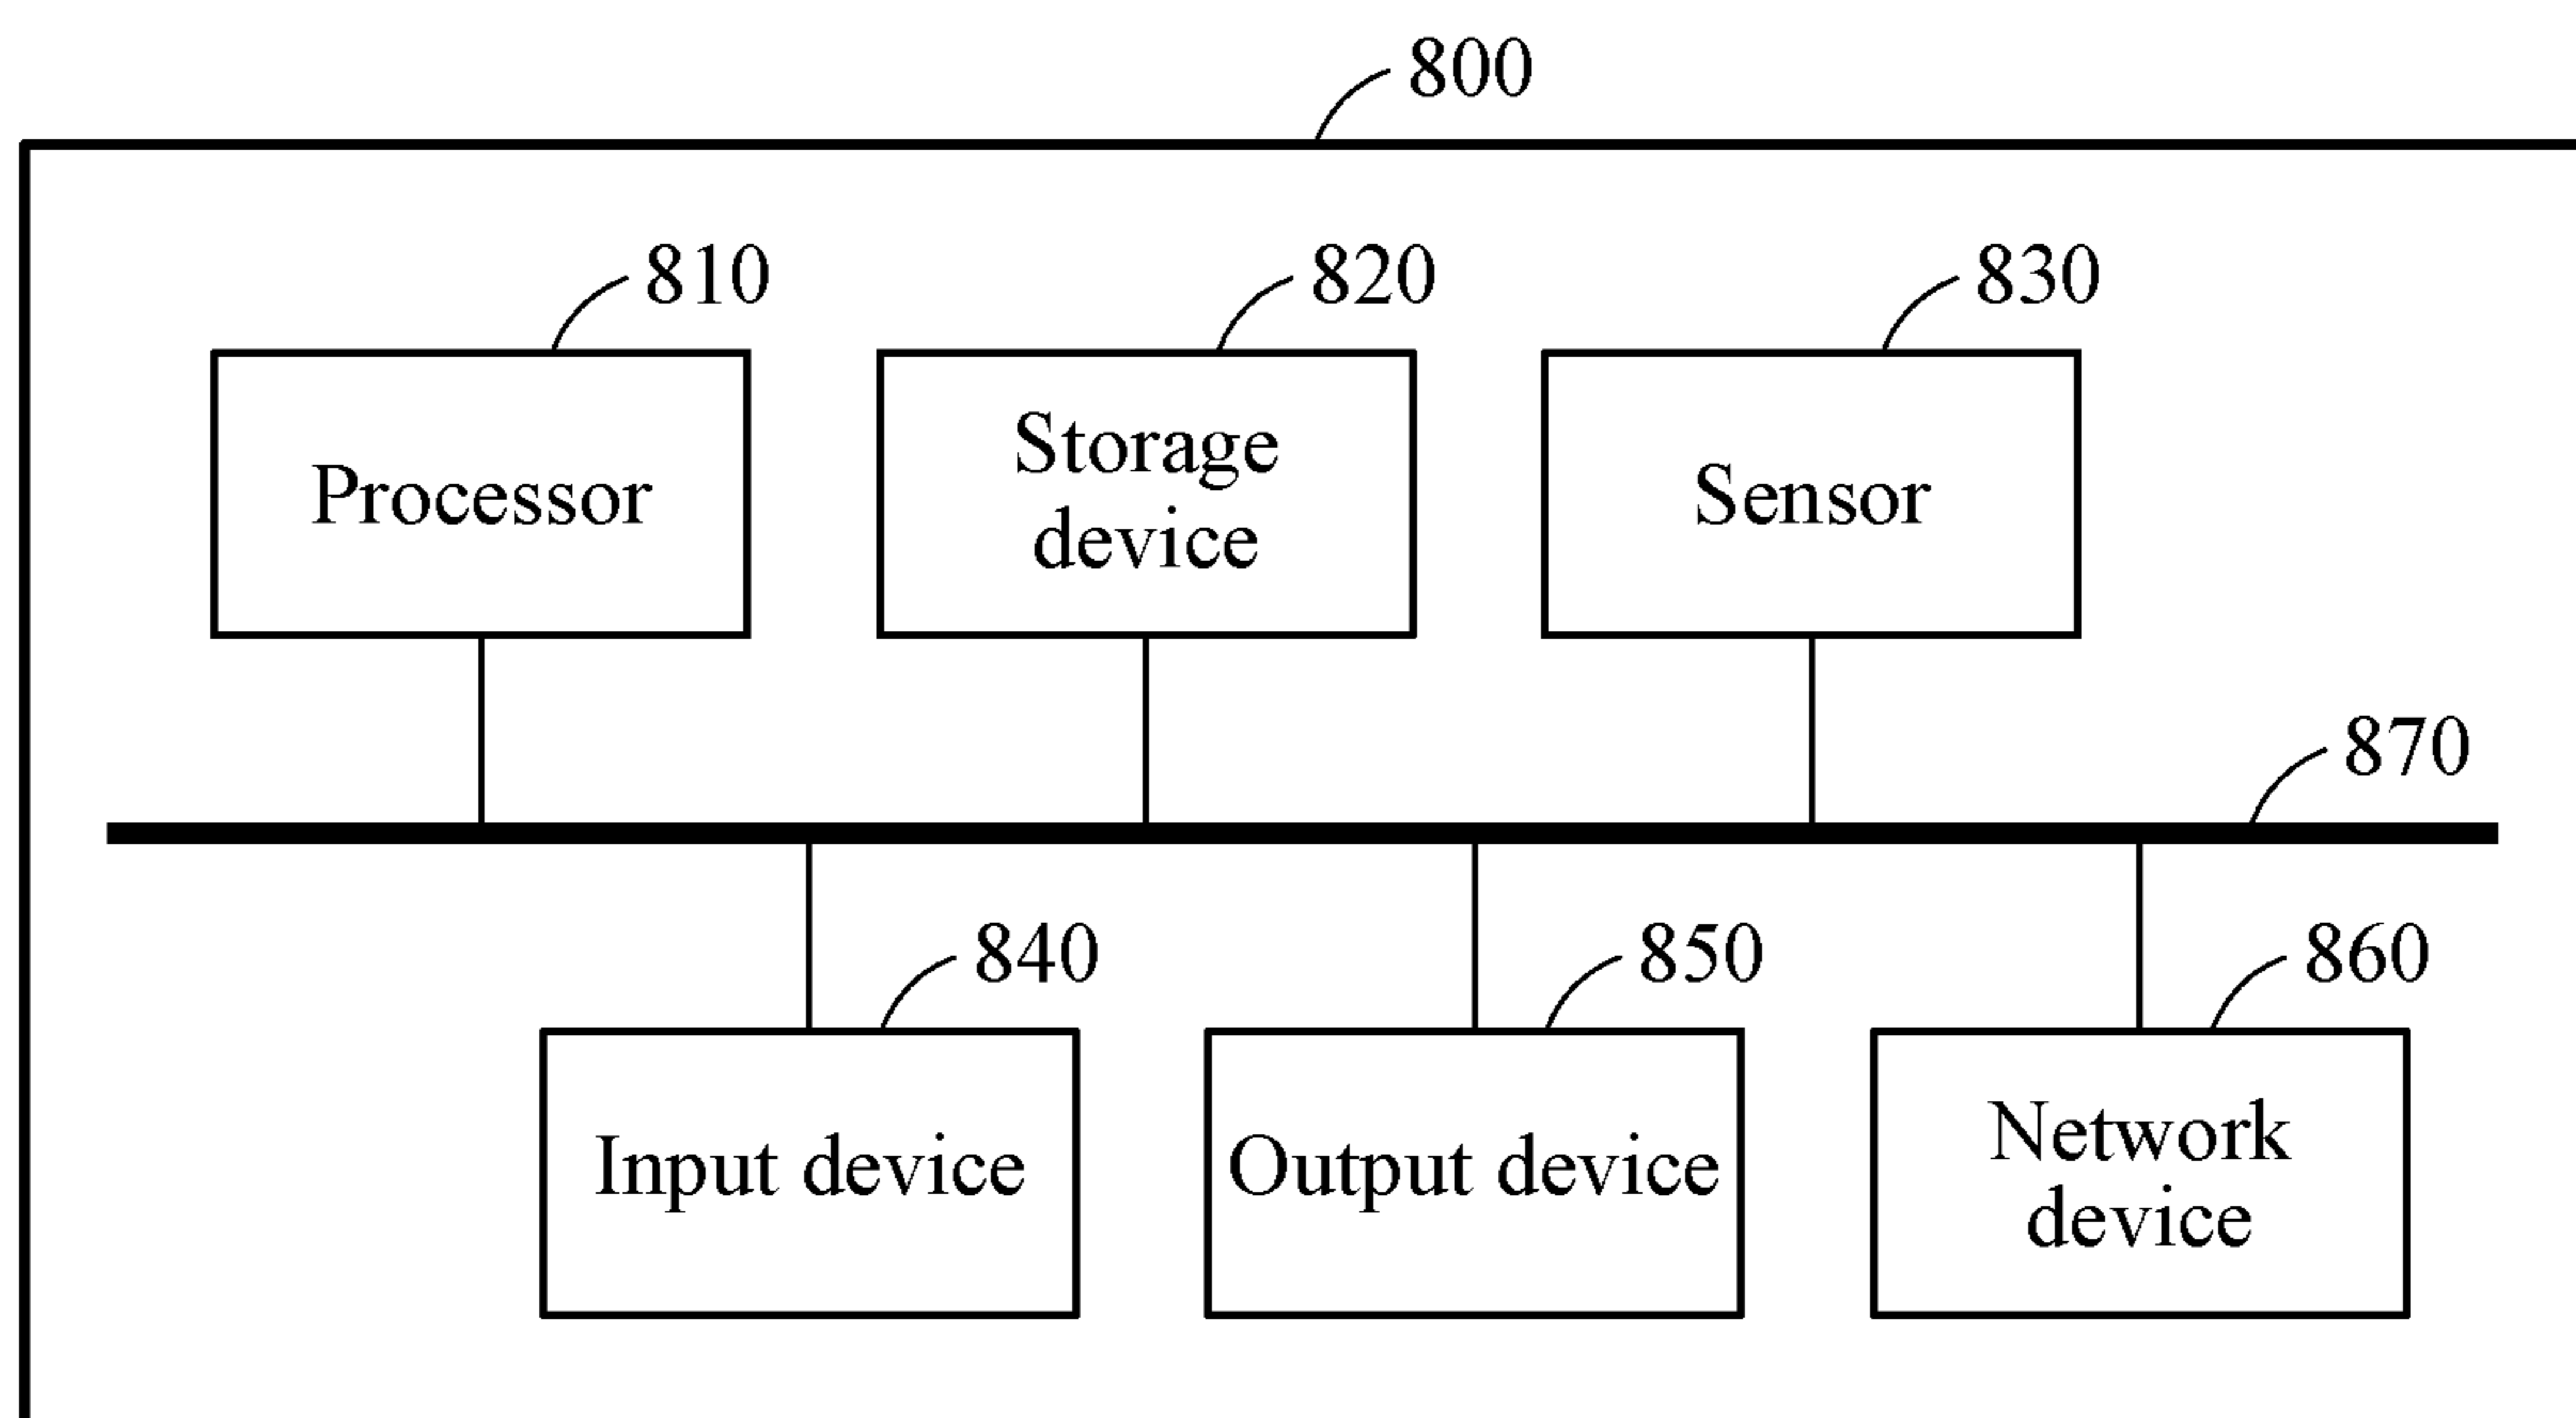 800
810
820
830
Processor
Storage
device
Sensor
870
840
850
860
Input device
Output device
Network
device